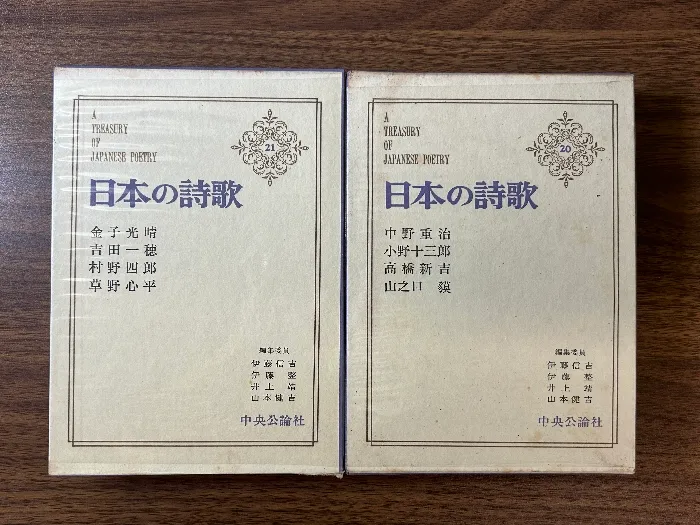 A
TREASURY
OF
JAPANESE POETRY
21
日本の詩歌
金子光晴
吉田一穂
村野四郎
草野心平
編集委員
伊藤信吉
伊藤整
井上靖
山本健吉
中央公論社
A
TREASURY
OF
JAPANESE POETRY
20
日本の詩歌
中野重治
小野十三郎
高橋新吉
山之口貘
編集委員
伊藤信吉
伊藤整
井上靖
山本健吉
中央公論社